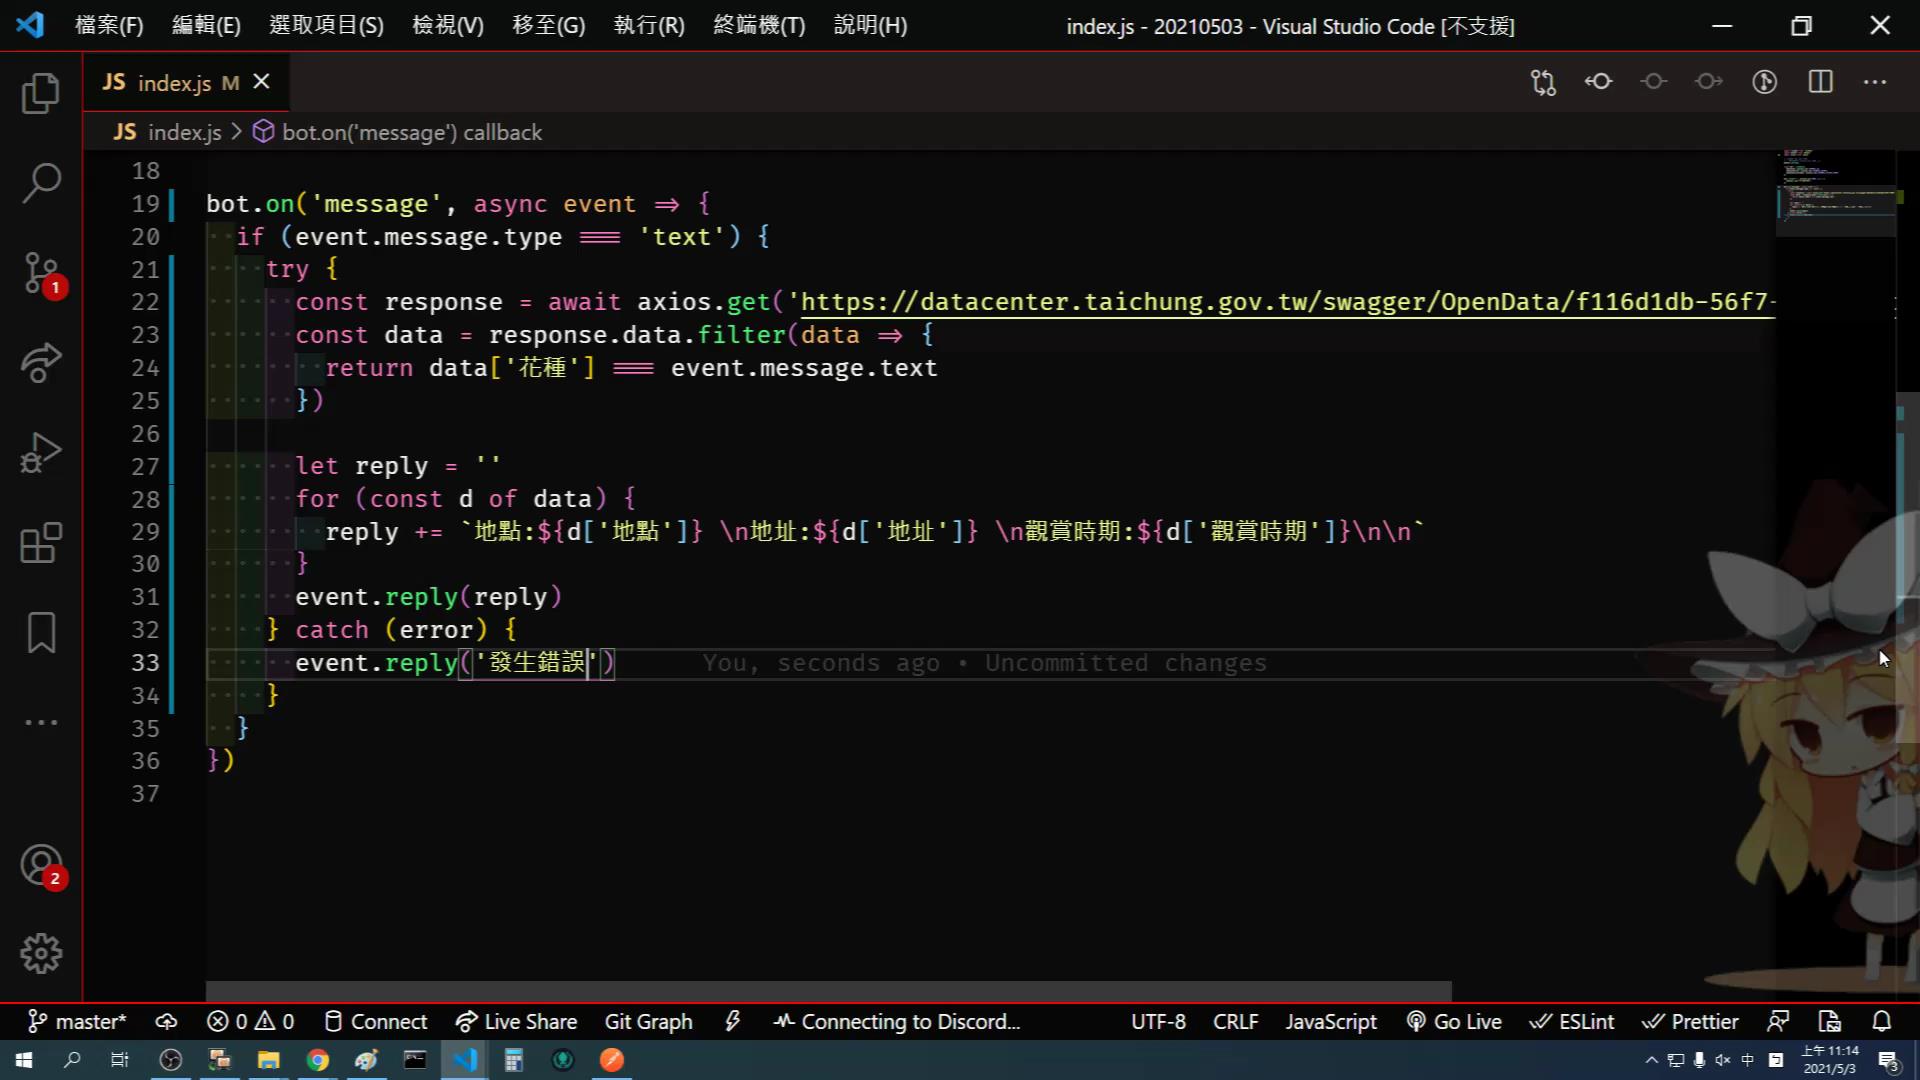 檔案(F) 編輯(E) 選取項目(S) 檢視(V) 移至(G) 執行(R) 終端機(T) 說明(H) index.js - 20210503 - Visual Studio Code [不支援]
JS index.js M
JS index.js > bot.on('message') callback
18
19 bot.on('message', async event => {
20 if (event.message.type === 'text') {
21 try {
22 const response = await axios.get('https://datacenter.taichung.gov.tw/swagger/OpenData/f116d1db-56f7-
23 const data = response.data.filter(data => {
24 return data['花種'] === event.message.text
25 })
26
27 let reply = ''
28 for (const d of data) {
29 reply += `地點:${d['地點']} \n地址:${d['地址']} \n觀賞時期:${d['觀賞時期']}\n\n`
30 }
31 event.reply(reply)
32 } catch (error) {
33 event.reply('發生錯誤') You, seconds ago • Uncommitted changes
34 }
35 }
36 })
37
1
2
master* 0 0 Connect Live Share Git Graph Connecting to Discord... UTF-8 CRLF JavaScript Go Live ESLint Prettier
中 上午 11:14
2021/5/3 3